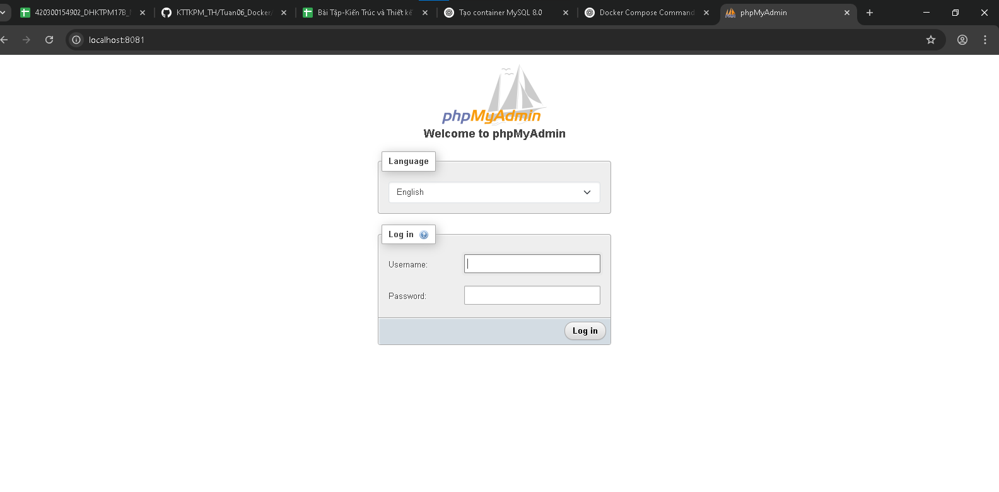 420300154902_DHKTPM17B_
KTTKPM_TH/Tuan06_Docker/
Bài Tập-Kiến Trúc và Thiết kế
Tạo container MySQL 8.0
Docker Compose Command
phpMyAdmin
localhost:8081
phpMyAdmin
Welcome to phpMyAdmin
Language
English
Log in
Username:
Password:
Log in